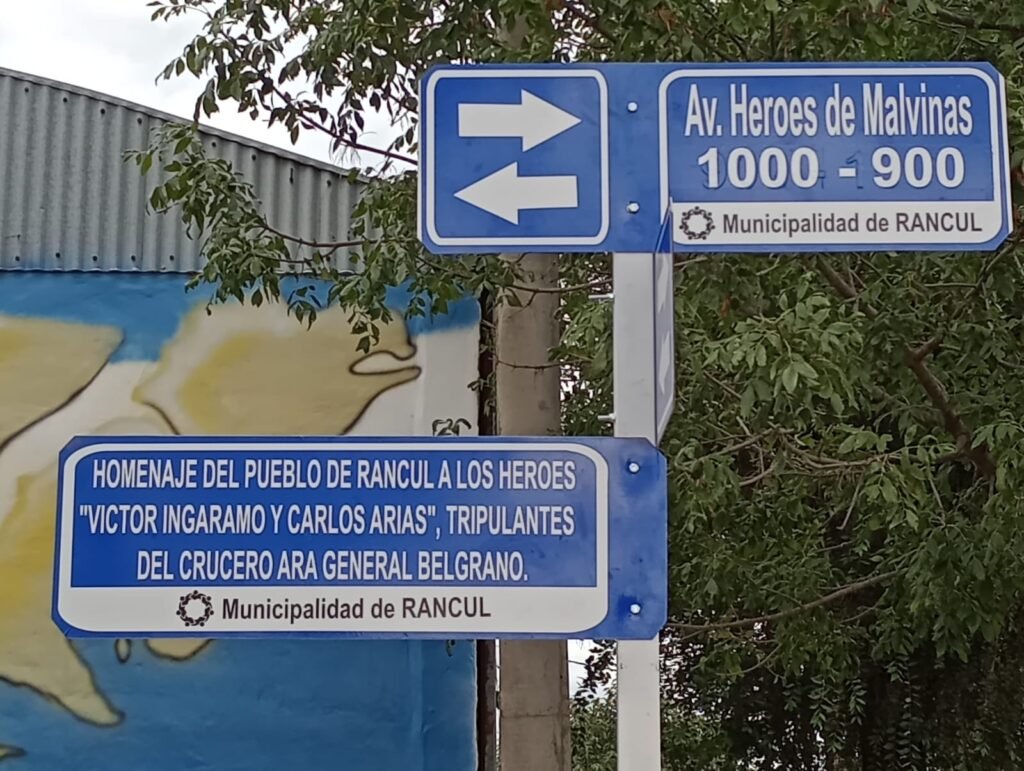 Av. Heroes de Malvinas
1000 - 900
Municipalidad de RANCUL
HOMENAJE DEL PUEBLO DE RANCUL A LOS HEROES
"VICTOR INGARAMO Y CARLOS ARIAS", TRIPULANTES
DEL CRUCERO ARA GENERAL BELGRANO.
Municipalidad de RANCUL